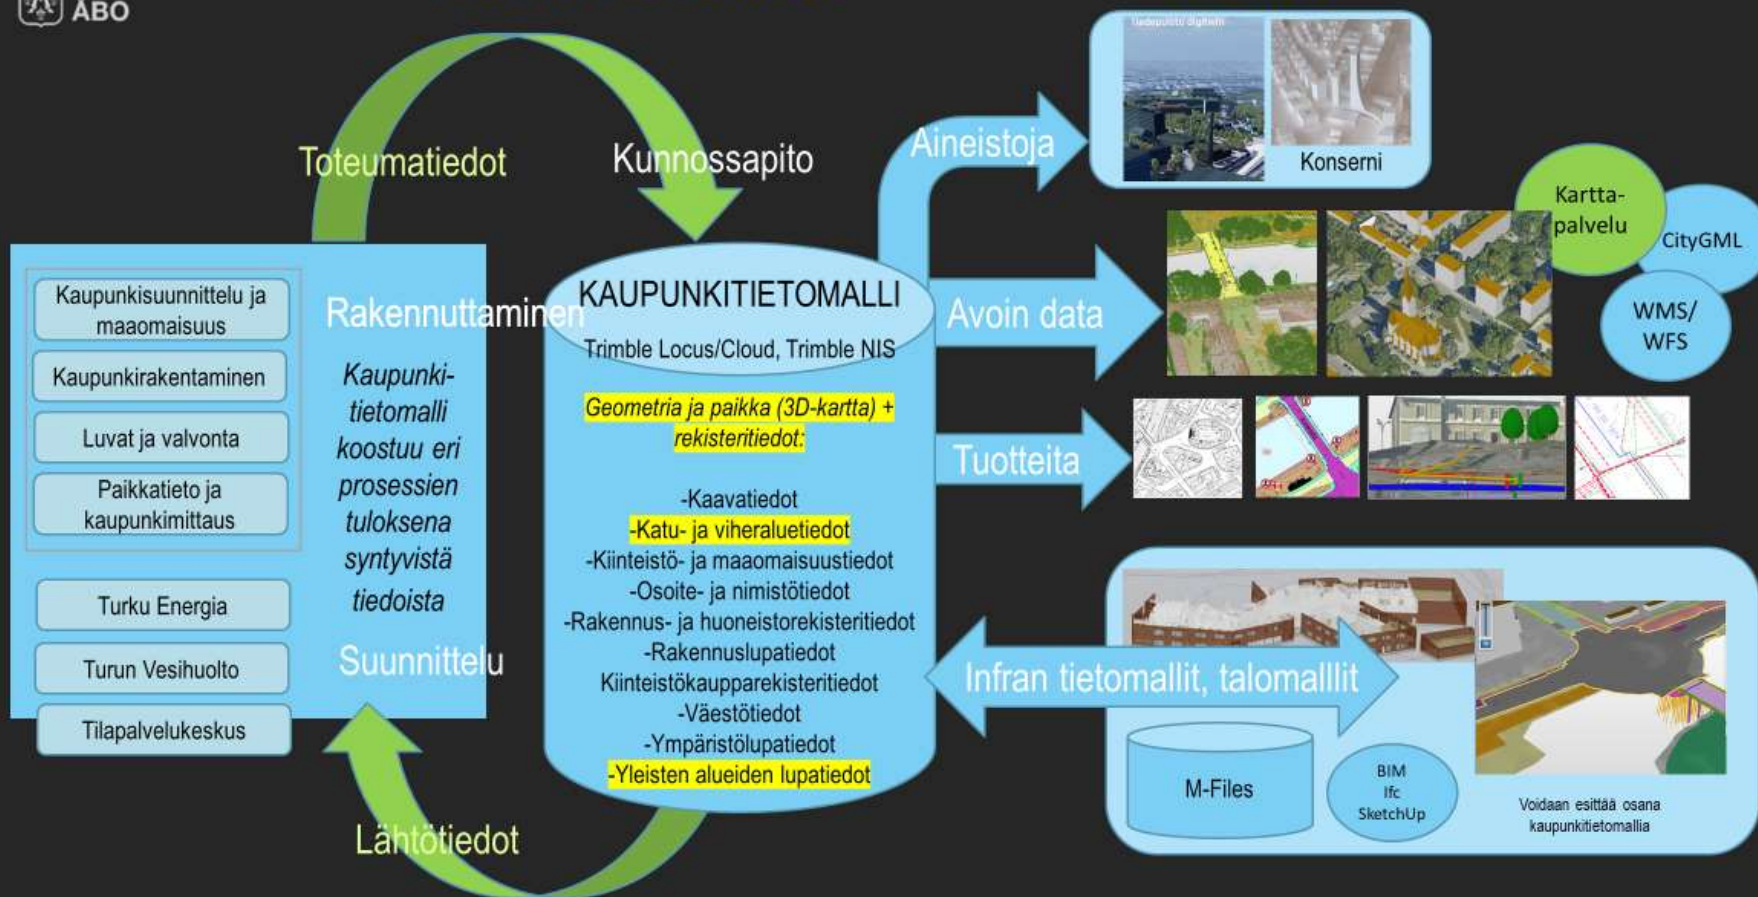 ÅBO
Toteumatiedot
Kunnossapito
Aineistoja
Konserni
Kartta-
palvelu
CityGML
WMS/
WFS
Kaupunkisuunnittelu ja
maaomaisuus
Kaupunkirakentaminen
Luvat ja valvonta
Paikkatieto ja
kaupunkimittaus
Turku Energia
Turun Vesihuolto
Tilapalvelukeskus
Rakennuttaminen
Kaupunki-
tietomalli
koostuu eri
prosessien
tuloksena
syntyvistä
tiedoista
Suunnittelu
Lähtötiedot
KAUPUNKITIETOMALLI
Trimble Locus/Cloud, Trimble NIS
Geometria ja paikka (3D-kartta) +
rekisteritiedot:
-Kaavatiedot
-Katu- ja viheraluetiedot
-Kiinteistö- ja maaomaisuustiedot
-Osoite- ja nimistötiedot
-Rakennus- ja huoneistorekisteritiedot
-Rakennuslupatiedot
Kiinteistökaupparekisteritiedot
-Väestötiedot
-Ympäristölupatiedot
-Yleisten alueiden lupatiedot
Avoin data
Tuotteita
Infran tietomallit, talomalllit
M-Files
BIM
Ifc
SketchUp
Voidaan esittää osana
kaupunkitietomallia